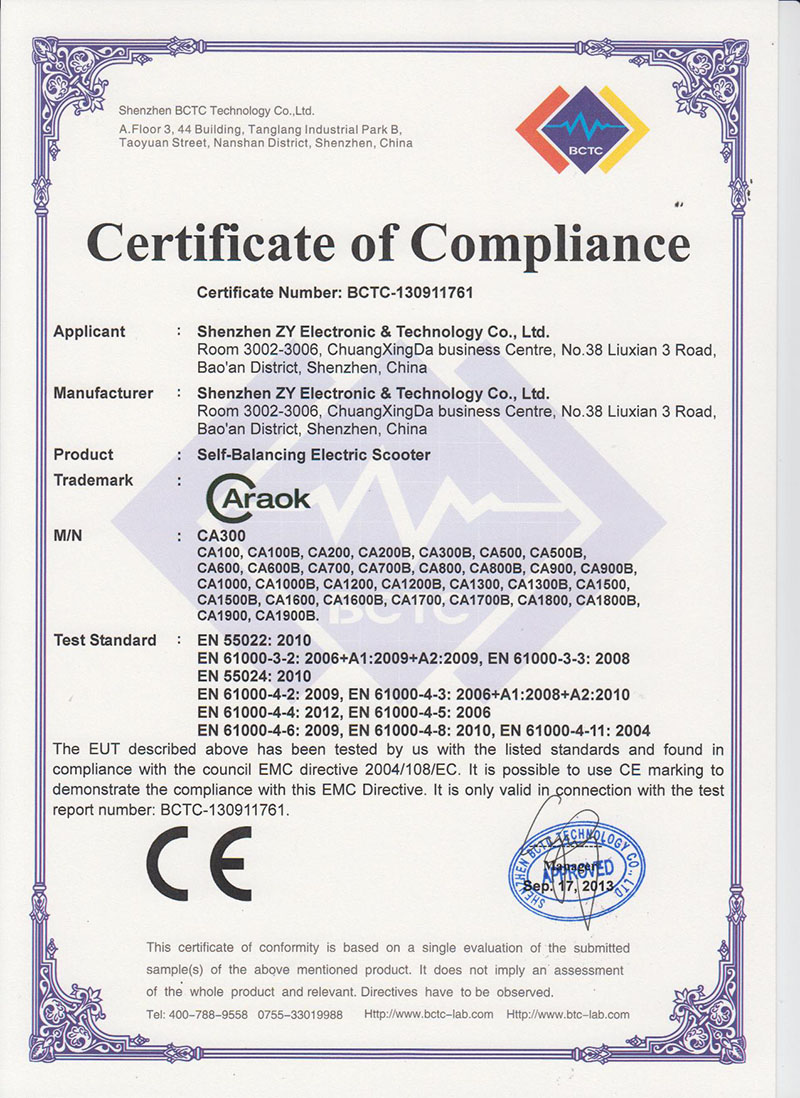 Shenzhen BCTC Technology Co.,Ltd.
A.Floor 3, 44 Building, Tanglang Industrial Park B,
Taoyuan Street, Nanshan District, Shenzhen, China
BCTC
Certificate of Compliance
Certificate Number: BCTC-130911761
Applicant : Shenzhen ZY Electronic & Technology Co., Ltd.
Room 3002-3006, ChuangXingDa business Centre, No.38 Liuxian 3 Road,
Bao'an District, Shenzhen, China
Manufacturer : Shenzhen ZY Electronic & Technology Co., Ltd.
Room 3002-3006, ChuangXingDa business Centre, No.38 Liuxian 3 Road,
Bao'an District, Shenzhen, China
Product : Self-Balancing Electric Scooter
Trademark : CAraok
M/N : CA300
CA100, CA100B, CA200, CA200B, CA300B, CA500, CA500B,
CA600, CA600B, CA700, CA700B, CA800, CA800B, CA900, CA900B,
CA1000, CA1000B, CA1200, CA1200B, CA1300, CA1300B, CA1500,
CA1500B, CA1600, CA1600B, CA1700, CA1700B, CA1800, CA1800B,
CA1900, CA1900B.
BCTC
Test Standard : EN 55022: 2010
EN 61000-3-2: 2006+A1:2009+A2:2009, EN 61000-3-3: 2008
EN 55024: 2010
EN 61000-4-2: 2009, EN 61000-4-3: 2006+A1:2008+A2:2010
EN 61000-4-4: 2012, EN 61000-4-5: 2006
EN 61000-4-6: 2009, EN 61000-4-8: 2010, EN 61000-4-11: 2004
The EUT described above has been tested by us with the listed standards and found in
compliance with the council EMC directive 2004/108/EC. It is possible to use CE marking to
demonstrate the compliance with this EMC Directive. It is only valid in connection with the test
report number: BCTC-130911761.
CE
SHENZHEN BCTC TECHNOLOGY CO., LTD
Manager
APPROVED
Sep. 17, 2013
This certificate of conformity is based on a single evaluation of the submitted
sample(s) of the above mentioned product. It does not imply an assessment
of the whole product and relevant. Directives have to be observed.
Tel: 400-788-9558 0755-33019988 Http://www.bctc-lab.com Http://www.btc-lab.com